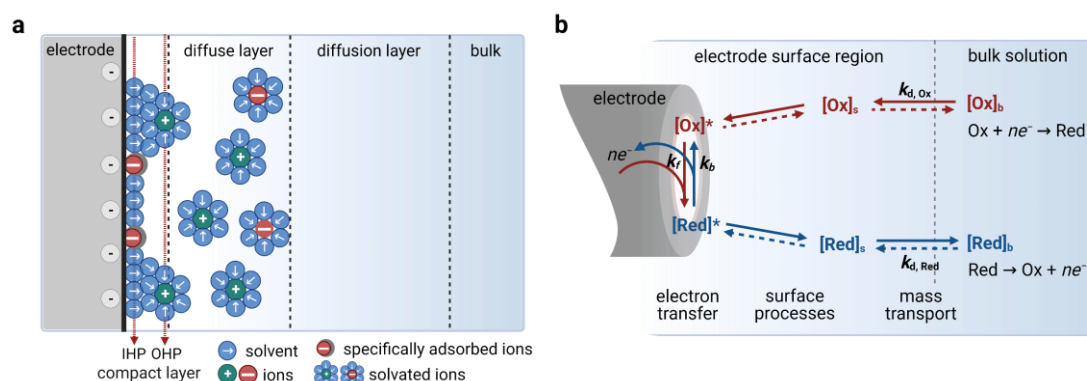 a
electrode
diffuse layer
diffusion layer
bulk
-
-
-
-
-
-
+
−
+
−
+
−
−
+
+
IHP OHP
compact layer
→ solvent
+ − ions
− specifically adsorbed ions
+ − solvated ions
b
electrode surface region
bulk solution
electrode
[Ox]*
[Ox]s
kd, Ox
[Ox]b
Ox + ne⁻ → Red
ne⁻
kf
kb
[Red]*
[Red]s
kd, Red
[Red]b
Red → Ox + ne⁻
electron
transfer
surface
processes
mass
transport